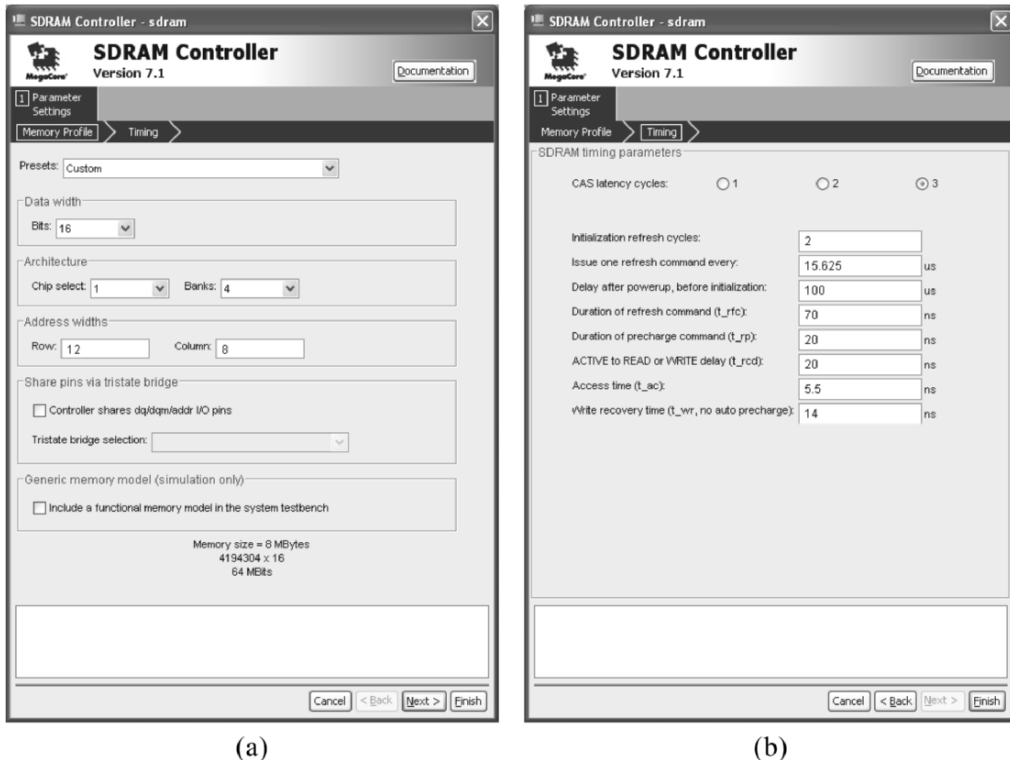 SDRAM Controller - sdram
MegaCore'
SDRAM Controller
Version 7.1
Documentation
1 Parameter
Settings
Memory Profile > Timing >
Presets: Custom
Data width
Bits: 16
Architecture
Chip select: 1 Banks: 4
Address widths
Row: 12 Column: 8
Share pins via tristate bridge
Controller shares dq/dqm/addr I/O pins
Tristate bridge selection:
Generic memory model (simulation only)
Include a functional memory model in the system testbench
Memory size = 8 MBytes
4194304 x 16
64 MBits
Cancel < Back Next > Finish
(a)
SDRAM Controller - sdram
MegaCore'
SDRAM Controller
Version 7.1
Documentation
1 Parameter
Settings
Memory Profile > Timing >
SDRAM timing parameters
CAS latency cycles: 1 2 3
Initialization refresh cycles: 2
Issue one refresh command every: 15.625 us
Delay after powerup, before initialization: 100 us
Duration of refresh command (t_rfc): 70 ns
Duration of precharge command (t_rp): 20 ns
ACTIVE to READ or WRITE delay (t_rcd): 20 ns
Access time (t_ac): 5.5 ns
Write recovery time (t_wr, no auto precharge): 14 ns
Cancel < Back Next > Finish
(b)